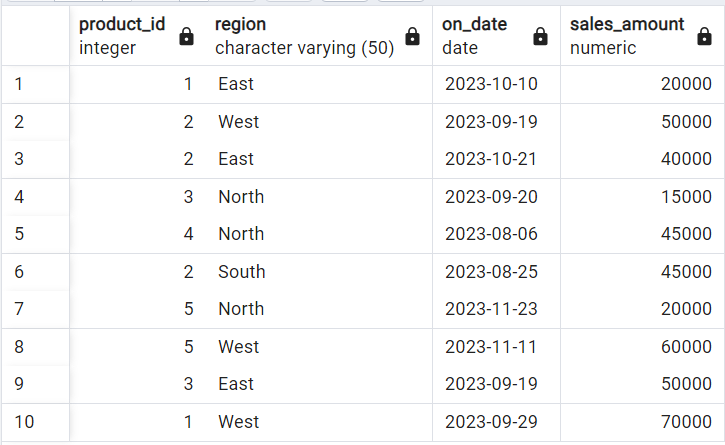 product_id region on_date sales_amount
integer character varying (50) date numeric
1 1 East 2023-10-10 20000
2 2 West 2023-09-19 50000
3 2 East 2023-10-21 40000
4 3 North 2023-09-20 15000
5 4 North 2023-08-06 45000
6 2 South 2023-08-25 45000
7 5 North 2023-11-23 20000
8 5 West 2023-11-11 60000
9 3 East 2023-09-19 50000
10 1 West 2023-09-29 70000